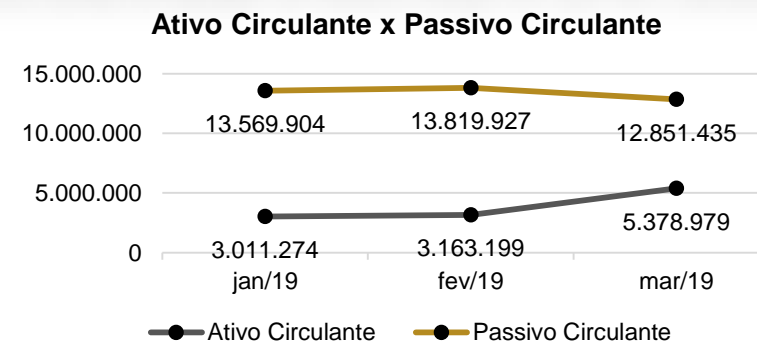 Ativo Circulante x Passivo Circulante
15.000.000
13.569.904 13.819.927 12.851.435
10.000.000
5.000.000
5.378.979
0
3.011.274 3.163.199
jan/19 fev/19 mar/19
Ativo Circulante Passivo Circulante